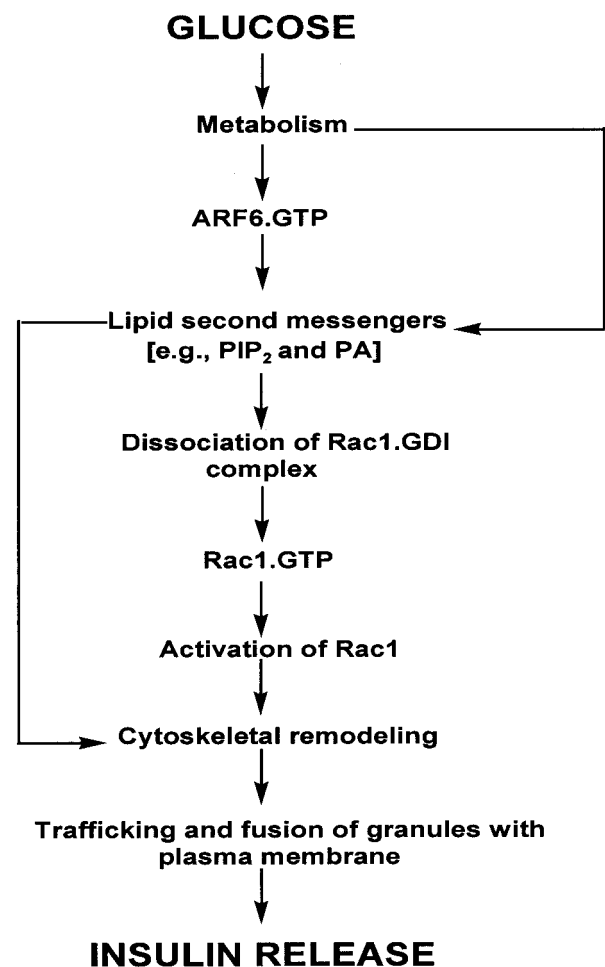 GLUCOSE
Metabolism
ARF6.GTP
Lipid second messengers
[e.g., PIP₂ and PA]
Dissociation of Rac1.GDI
complex
Rac1.GTP
Activation of Rac1
Cytoskeletal remodeling
Trafficking and fusion of granules with
plasma membrane
INSULIN RELEASE